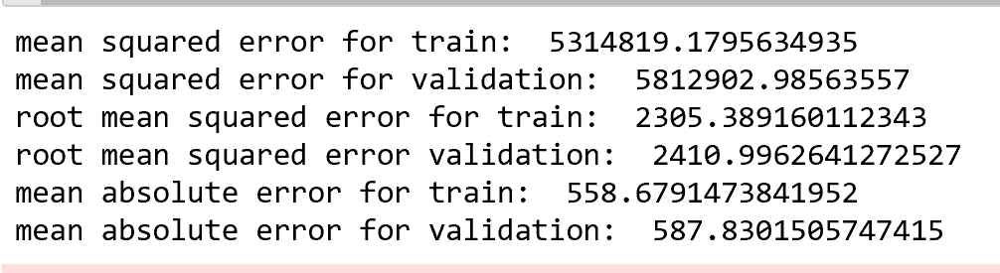 mean squared error for train:  5314819.1795634935
mean squared error for validation:  5812902.98563557
root mean squared error for train:  2305.389160112343
root mean squared error validation:  2410.9962641272527
mean absolute error for train:  558.6791473841952
mean absolute error for validation:  587.8301505747415